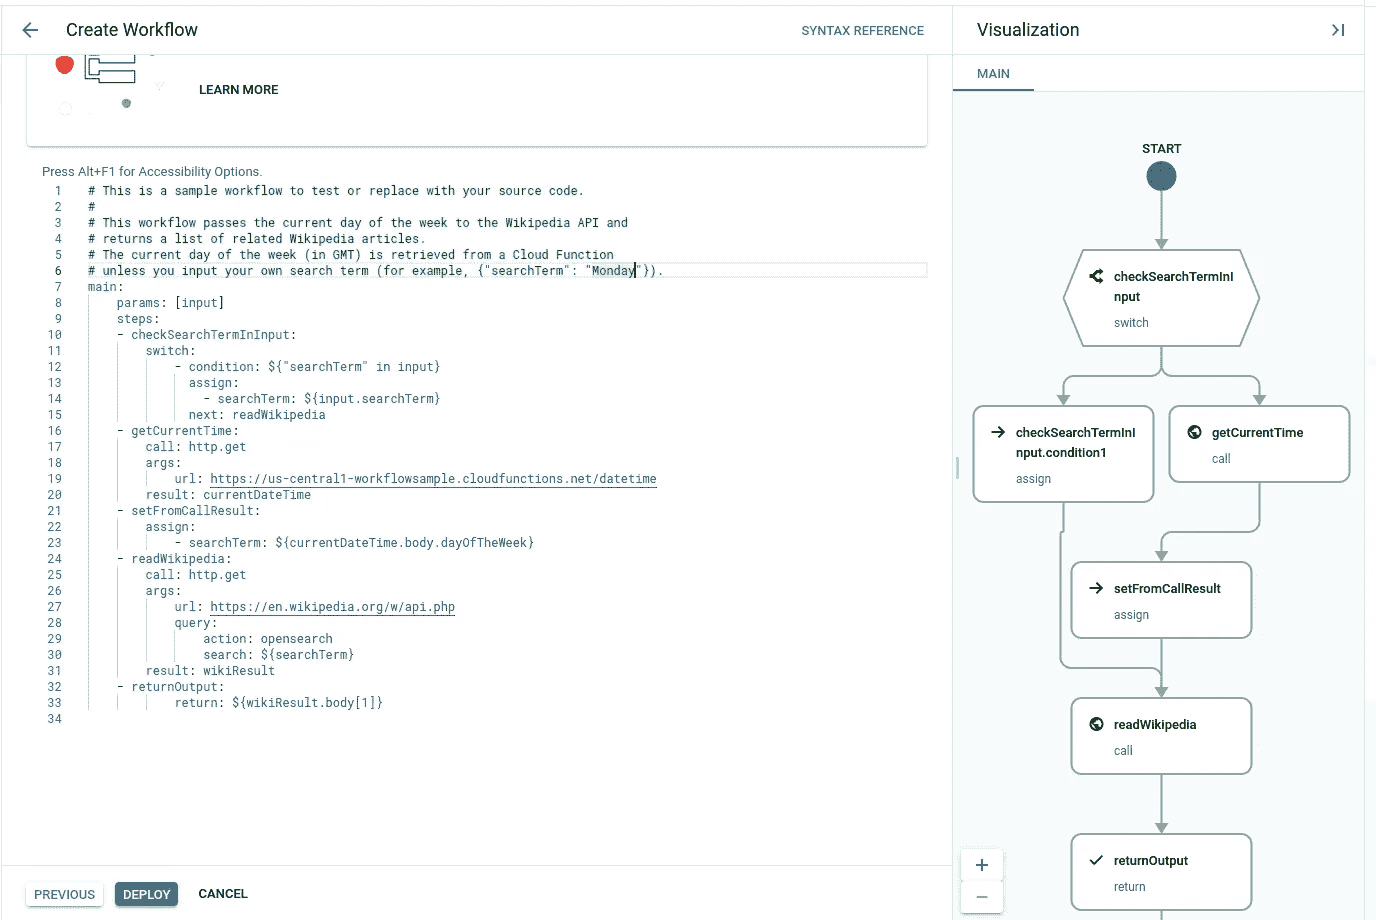 Create Workflow
SYNTAX REFERENCE
LEARN MORE
Press Alt+F1 for Accessibility Options.
1 # This is a sample workflow to test or replace with your source code.
2 #
3 # This workflow passes the current day of the week to the Wikipedia API and
4 # returns a list of related Wikipedia articles.
5 # The current day of the week (in GMT) is retrieved from a Cloud Function
6 # unless you input your own search term (for example, {"searchTerm": "Monday"}).
7 main:
8 params: [input]
9 steps:
10 - checkSearchTermInInput:
11 switch:
12 - condition: ${"searchTerm" in input}
13 assign:
14 - searchTerm: ${input.searchTerm}
15 next: readWikipedia
16 - getCurrentTime:
17 call: http.get
18 args:
19 url: https://us-central1-workflowsample.cloudfunctions.net/datetime
20 result: currentDateTime
21 - setFromCallResult:
22 assign:
23 - searchTerm: ${currentDateTime.body.dayOfTheWeek}
24 - readWikipedia:
25 call: http.get
26 args:
27 url: https://en.wikipedia.org/w/api.php
28 query:
29 action: opensearch
30 search: ${searchTerm}
31 result: wikiResult
32 - returnOutput:
33 return: ${wikiResult.body[1]}
34
PREVIOUS
DEPLOY
CANCEL
Visualization
MAIN
START
checkSearchTermInI
nput
switch
checkSearchTermInI
nput.condition1
assign
getCurrentTime
call
setFromCallResult
assign
readWikipedia
call
returnOutput
return
+
−